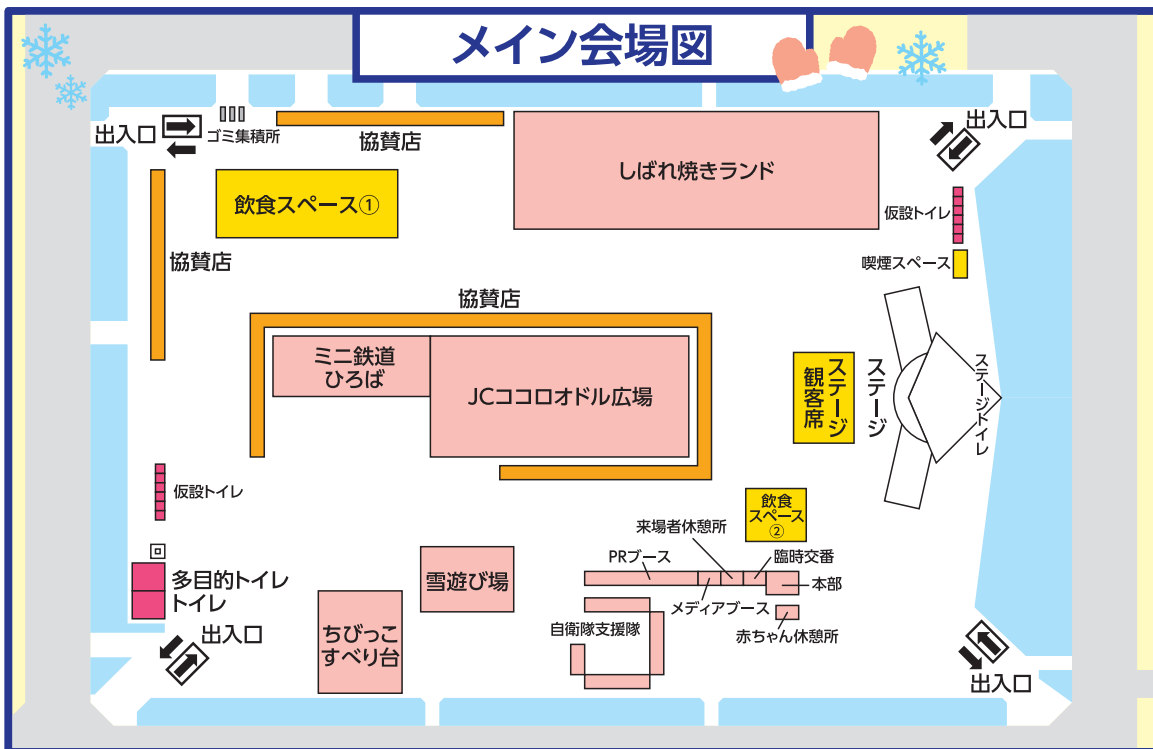 メイン会場図
出入口
ゴミ集積所
協賛店
しばれ焼きランド
出入口
飲食スペース①
仮設トイレ
喫煙スペース
協賛店
協賛店
ミニ鉄道
ひろば
JCココロオドル広場
ステージ
観客席
ステージ
ステージトイレ
仮設トイレ
飲食
スペース
②
来場者休憩所
PRブース
臨時交番
本部
メディアブース
赤ちゃん休憩所
多目的トイレ
トイレ
雪遊び場
自衛隊支援隊
ちびっこ
すべり台
出入口
出入口